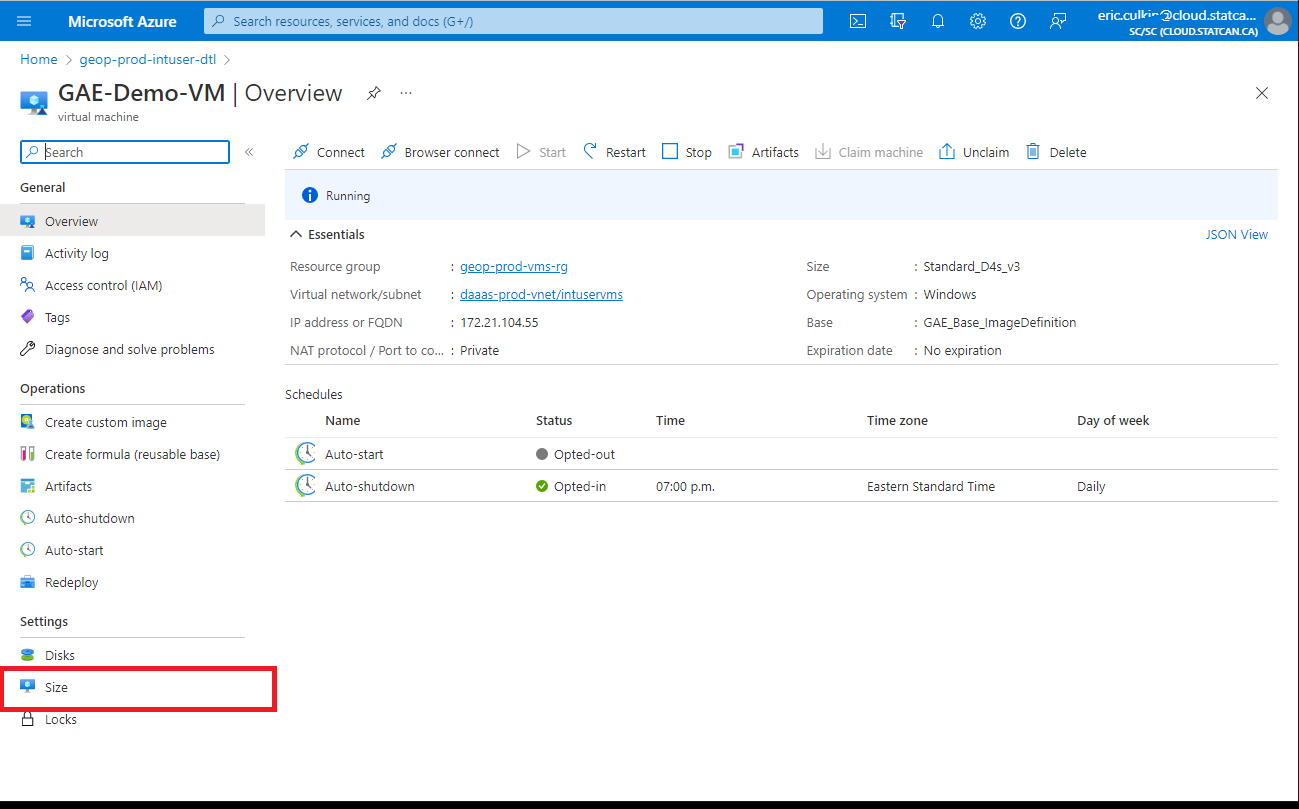 Microsoft Azure
Search resources, services, and docs (G+/)
@cloud.statca...
SC/SC (CLOUD.STATCAN.CA)
Home > geop-prod-intuser-dtl >
GAE-Demo-VM | Overview ...
virtual machine
Search
«
Connect Browser connect Start Restart Stop Artifacts Claim machine Unclaim Delete
General
Overview
Activity log
Access control (IAM)
Tags
Diagnose and solve problems
Operations
Create custom image
Create formula (reusable base)
Artifacts
Auto-shutdown
Auto-start
Redeploy
Settings
Disks
Size
Locks
Running
Essentials
JSON View
Resource group : geop-prod-vms-rg
Virtual network/subnet : daaas-prod-vnet/intuservms
IP address or FQDN : 172.21.104.55
NAT protocol / Port to co... : Private
Size : Standard_D4s_v3
Operating system : Windows
Base : GAE_Base_ImageDefinition
Expiration date : No expiration
Schedules
Name Status Time Time zone Day of week
Auto-start Opted-out
Auto-shutdown Opted-in 07:00 p.m. Eastern Standard Time Daily